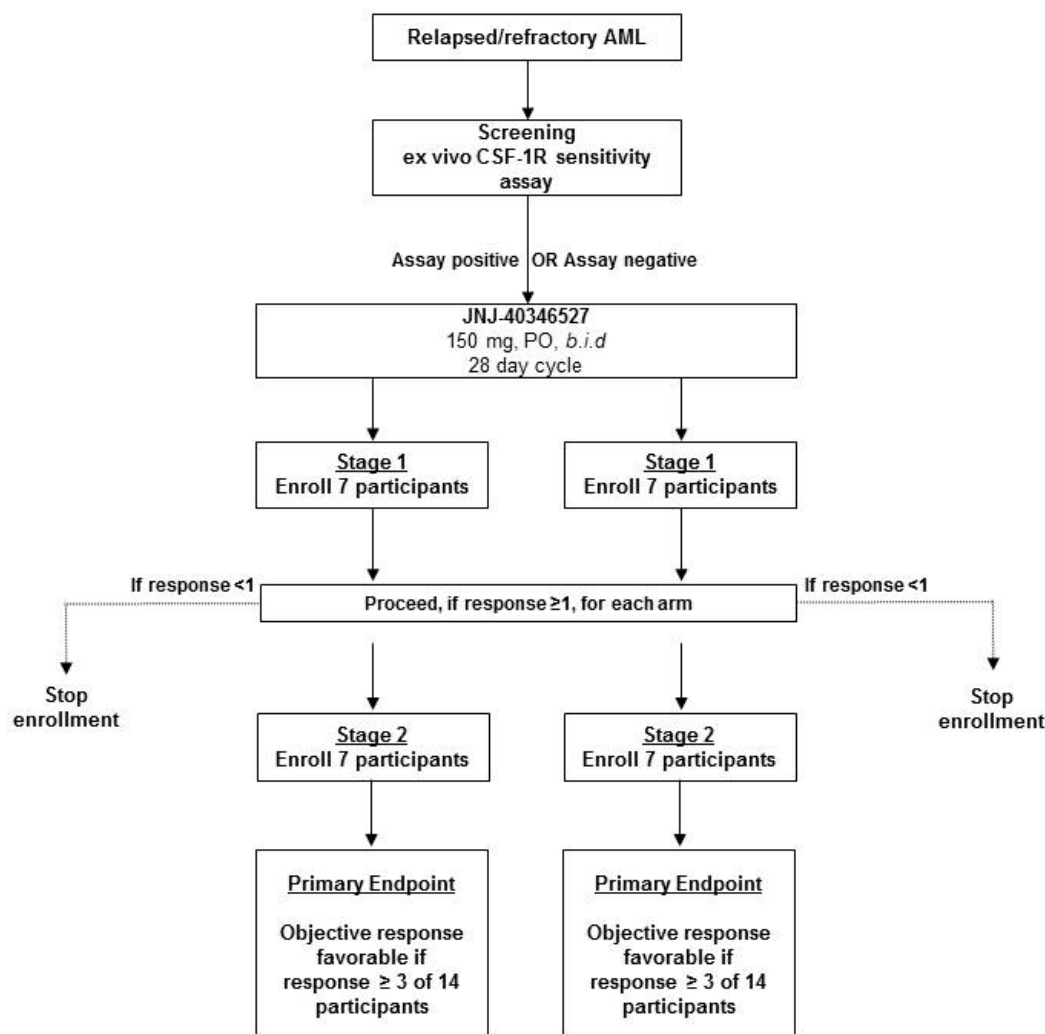 Relapsed/refractory AML
Screening
ex vivo CSF-1R sensitivity
assay
Assay positive OR Assay negative
JNJ-40346527
150 mg, PO, b.i.d
28 day cycle
Stage 1
Enroll 7 participants
Stage 1
Enroll 7 participants
If response <1
Proceed, if response ≥1, for each arm
If response <1
Stop
enrollment
Stop
enrollment
Stage 2
Enroll 7 participants
Stage 2
Enroll 7 participants
Primary Endpoint
Objective response
favorable if
response ≥ 3 of 14
participants
Primary Endpoint
Objective response
favorable if
response ≥ 3 of 14
participants